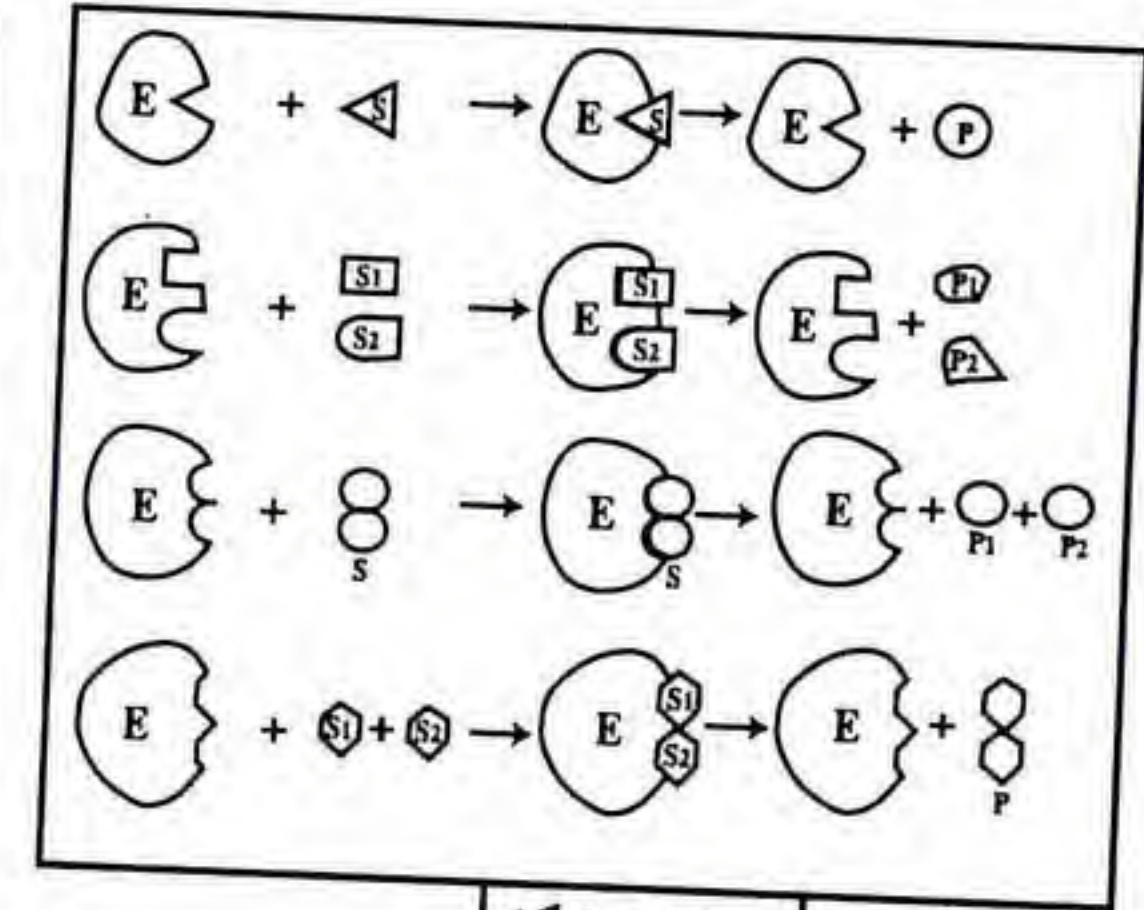 E + S → E S → E + P
E + S1 S2 → E S1 S2 → E + P1 P2
E + S → E S → E + P1 + P2
E + S1 + S2 → E S1 S2 → E + P